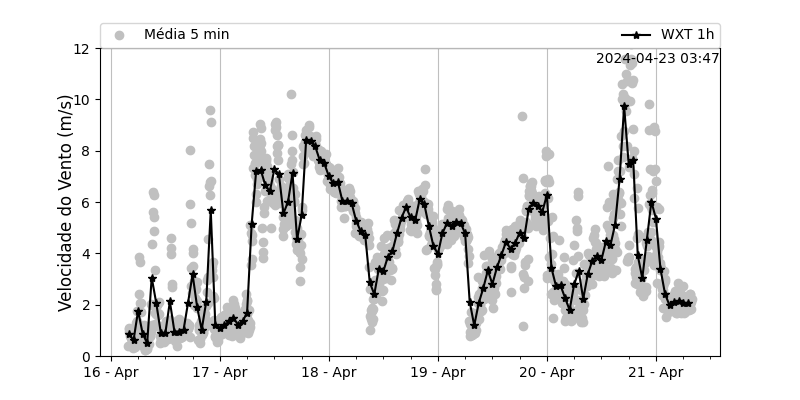 Média 5 min WXT 1h
2024-04-23 03:47
Velocidade do Vento (m/s)
12
10
8
6
4
2
0
16 - Apr 17 - Apr 18 - Apr 19 - Apr 20 - Apr 21 - Apr